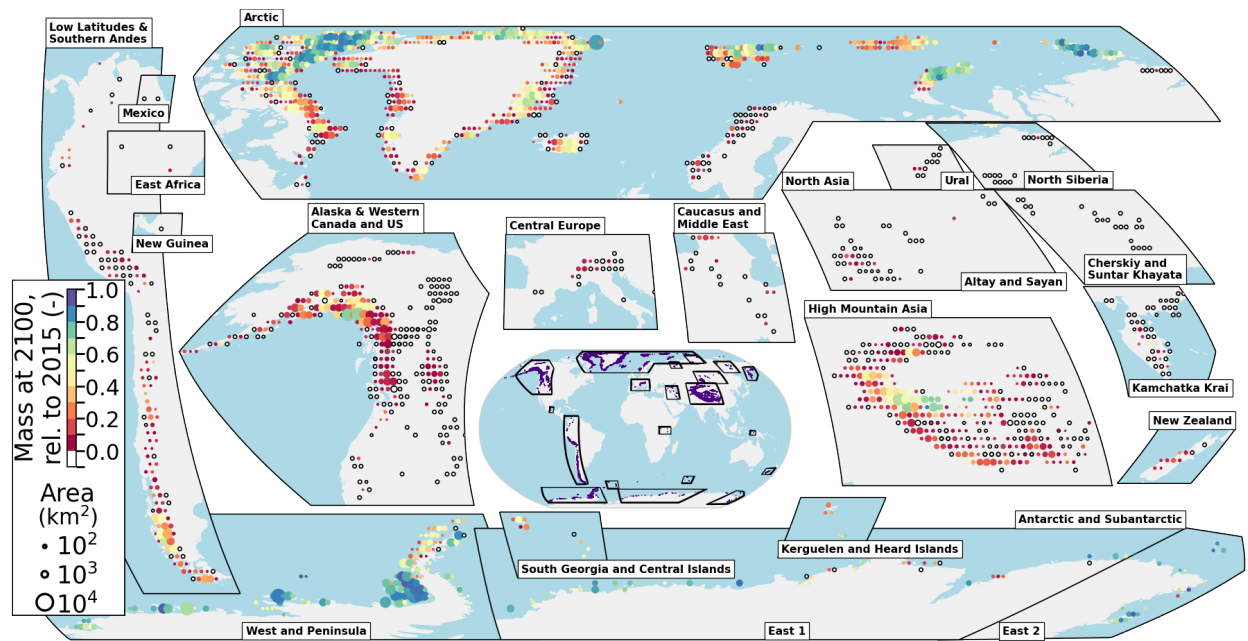 Low Latitudes &
Southern Andes
Arctic
Mexico
East Africa
New Guinea
Alaska & Western
Canada and US
Central Europe
Caucasus and
Middle East
North Asia
Ural
North Siberia
Altay and Sayan
Cherskiy and
Suntar Khayata
High Mountain Asia
Kamchatka Krai
New Zealand
Mass at 2100,
rel. to 2015 (-)
1.0
0.8
0.6
0.4
0.2
0.0
Area
(km²)
10²
10³
10⁴
Antarctic and Subantarctic
Kerguelen and Heard Islands
South Georgia and Central Islands
West and Peninsula
East 1
East 2